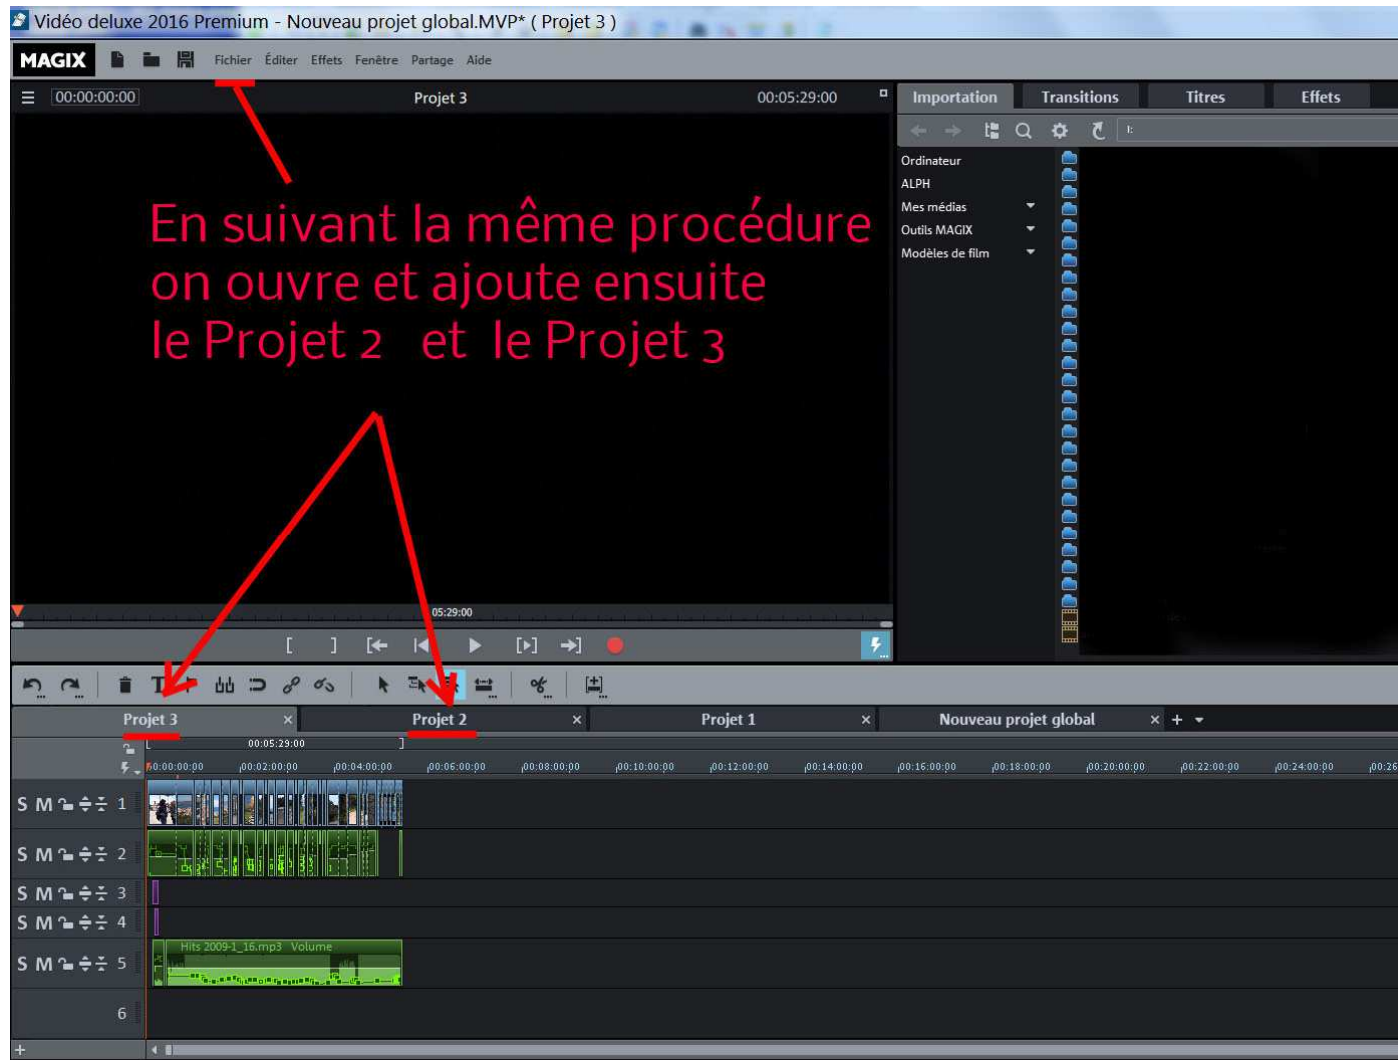 Vidéo deluxe 2016 Premium - Nouveau projet global.MVP* ( Projet 3 )
MAGIX Fichier Éditer Effets Fenêtre Partage Aide
00:00:00:00 Projet 3 00:05:29:00
Importation Transitions Titres Effets
I:
Ordinateur
ALPH
Mes médias
Outils MAGIX
Modèles de film
En suivant la même procédure
on ouvre et ajoute ensuite
le Projet 2 et le Projet 3
05:29:00
Projet 3 × Projet 2 × Projet 1 × Nouveau projet global × +
00:05:29:00
00:00:00:00 00:02:00:00 00:04:00:00 00:06:00:00 00:08:00:00 00:10:00:00 00:12:00:00 00:14:00:00 00:16:00:00 00:18:00:00 00:20:00:00 00:22:00:00 00:24:00:00 00:26
S M 1
S M 2
S M 3
S M 4
Hits 2009-1_16.mp3 Volume
S M 5
6
+